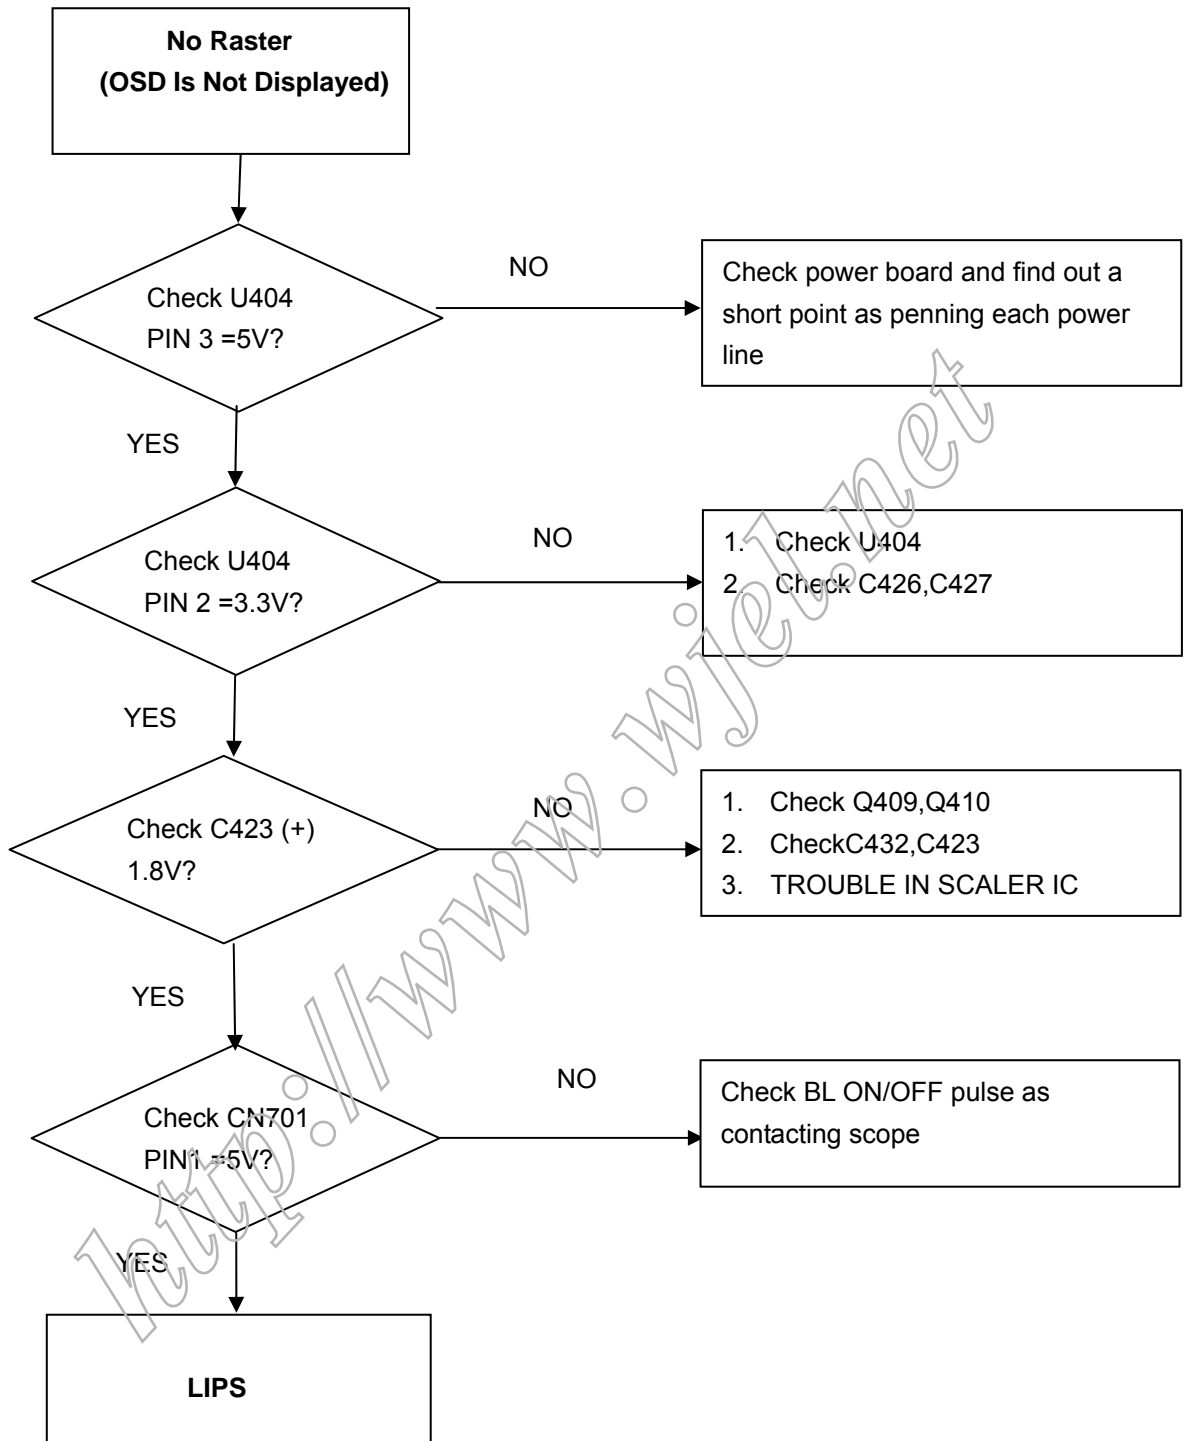 No Raster
(OSD Is Not Displayed)
Check U404
PIN 3 =5V?
NO
Check power board and find out a
short point as penning each power
line
YES
Check U404
PIN 2 =3.3V?
NO
1. Check U404
2. Check C426,C427
YES
Check C423 (+)
1.8V?
NO
1. Check Q409,Q410
2. CheckC432,C423
3. TROUBLE IN SCALER IC
YES
Check CN701
PIN1 =5V?
NO
Check BL ON/OFF pulse as
contacting scope
YES
LIPS
http://www.wjel.net